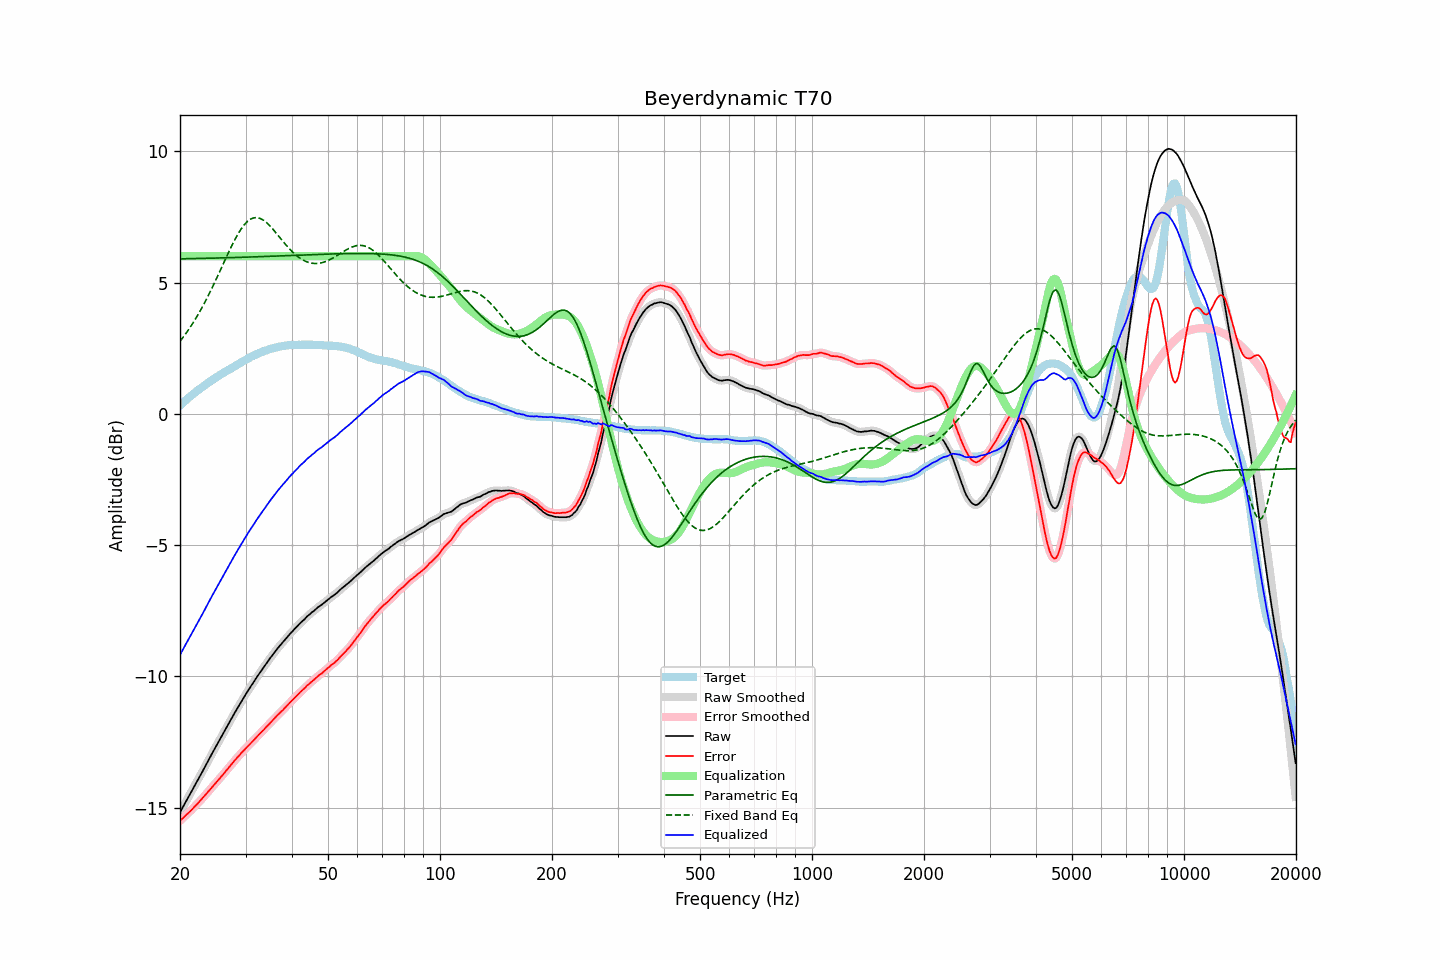 Beyerdynamic T70
Amplitude (dBr)
10
5
0
−5
−10
−15
Target
Raw Smoothed
Error Smoothed
Raw
Error
Equalization
Parametric Eq
Fixed Band Eq
Equalized
20
50
100
200
500
1000
2000
5000
10000
20000
Frequency (Hz)